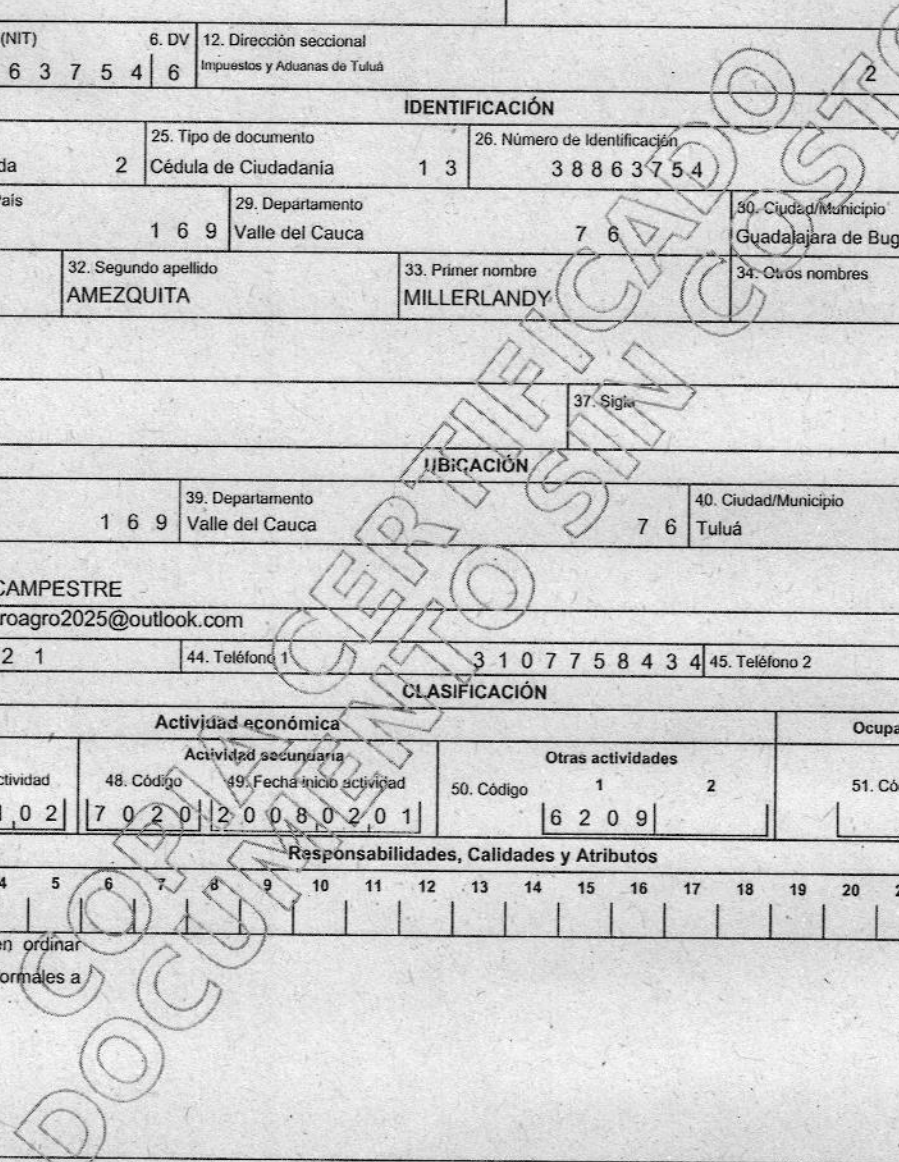 (NIT) 6. DV 12. Dirección seccional
6 3 7 5 4 6 Impuestos y Aduanas de Tuluá 2
IDENTIFICACIÓN
25. Tipo de documento 26. Número de Identificación
da 2 Cédula de Ciudadanía 1 3 3 8 8 6 3 7 5 4
País 29. Departamento 30. Ciudad/Municipio
1 6 9 Valle del Cauca 7 6 Guadalajara de Bug
32. Segundo apellido 33. Primer nombre 34. Otros nombres
AMEZQUITA MILLERLANDY
37. Sigla
UBICACIÓN
39. Departamento 40. Ciudad/Municipio
1 6 9 Valle del Cauca 7 6 Tuluá
CAMPESTRE
roagro2025@outlook.com
2 1 44. Teléfono 1 3 1 0 7 7 5 8 4 3 4 45. Teléfono 2
CLASIFICACIÓN
Actividad económica Ocupa
Actividad secundaria Otras actividades
ctividad 48. Código 49. Fecha inicio actividad 50. Código 1 2 51. Có
1 0 2 7 0 2 0 2 0 0 8 0 2 0 1 6 2 0 9
Responsabilidades, Calidades y Atributos
4 5 6 7 8 9 10 11 12 13 14 15 16 17 18 19 20 2
en ordinar
ormales a
COPIA CERTIFICADO
DOCUMENTO SIN COSTO